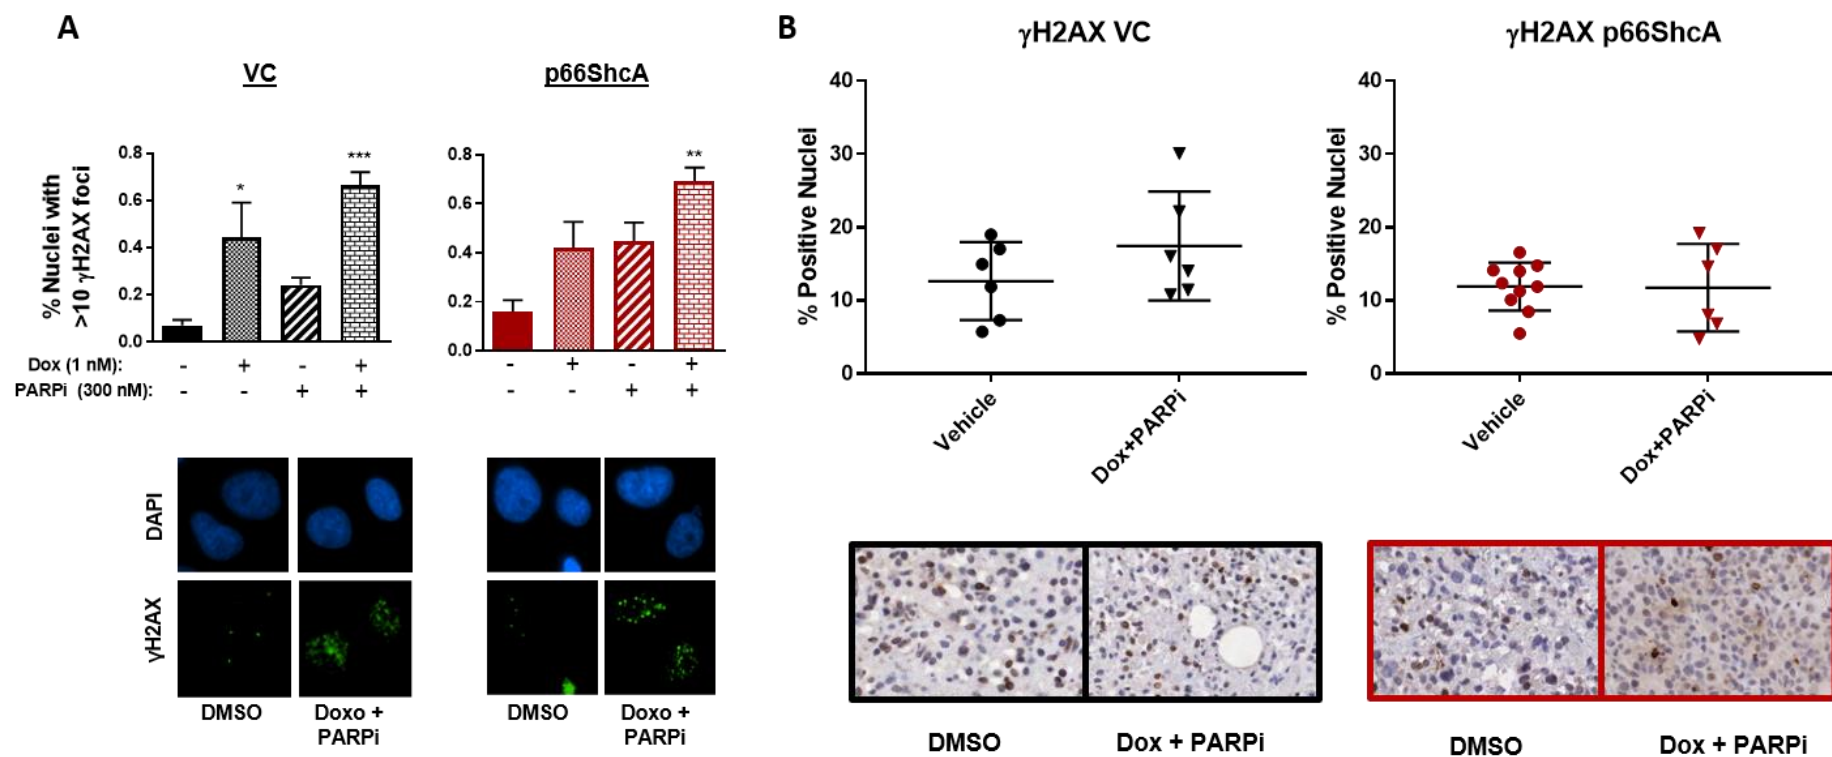 A
VC
p66ShcA
% Nuclei with
>10 γH2AX foci
0.8
0.6
0.4
0.2
0.0
*
***
0.8
0.6
0.4
0.2
0.0
**
Dox (1 nM): - + - + - + - +
PARPi (300 nM): - - + + - - + +
DAPI
γH2AX
DMSO
Doxo +
PARPi
DMSO
Doxo +
PARPi
B
γH2AX VC
% Positive Nuclei
40
30
20
10
0
Vehicle
Dox+PARPi
γH2AX p66ShcA
% Positive Nuclei
40
30
20
10
0
Vehicle
Dox+PARPi
DMSO
Dox + PARPi
DMSO
Dox + PARPi